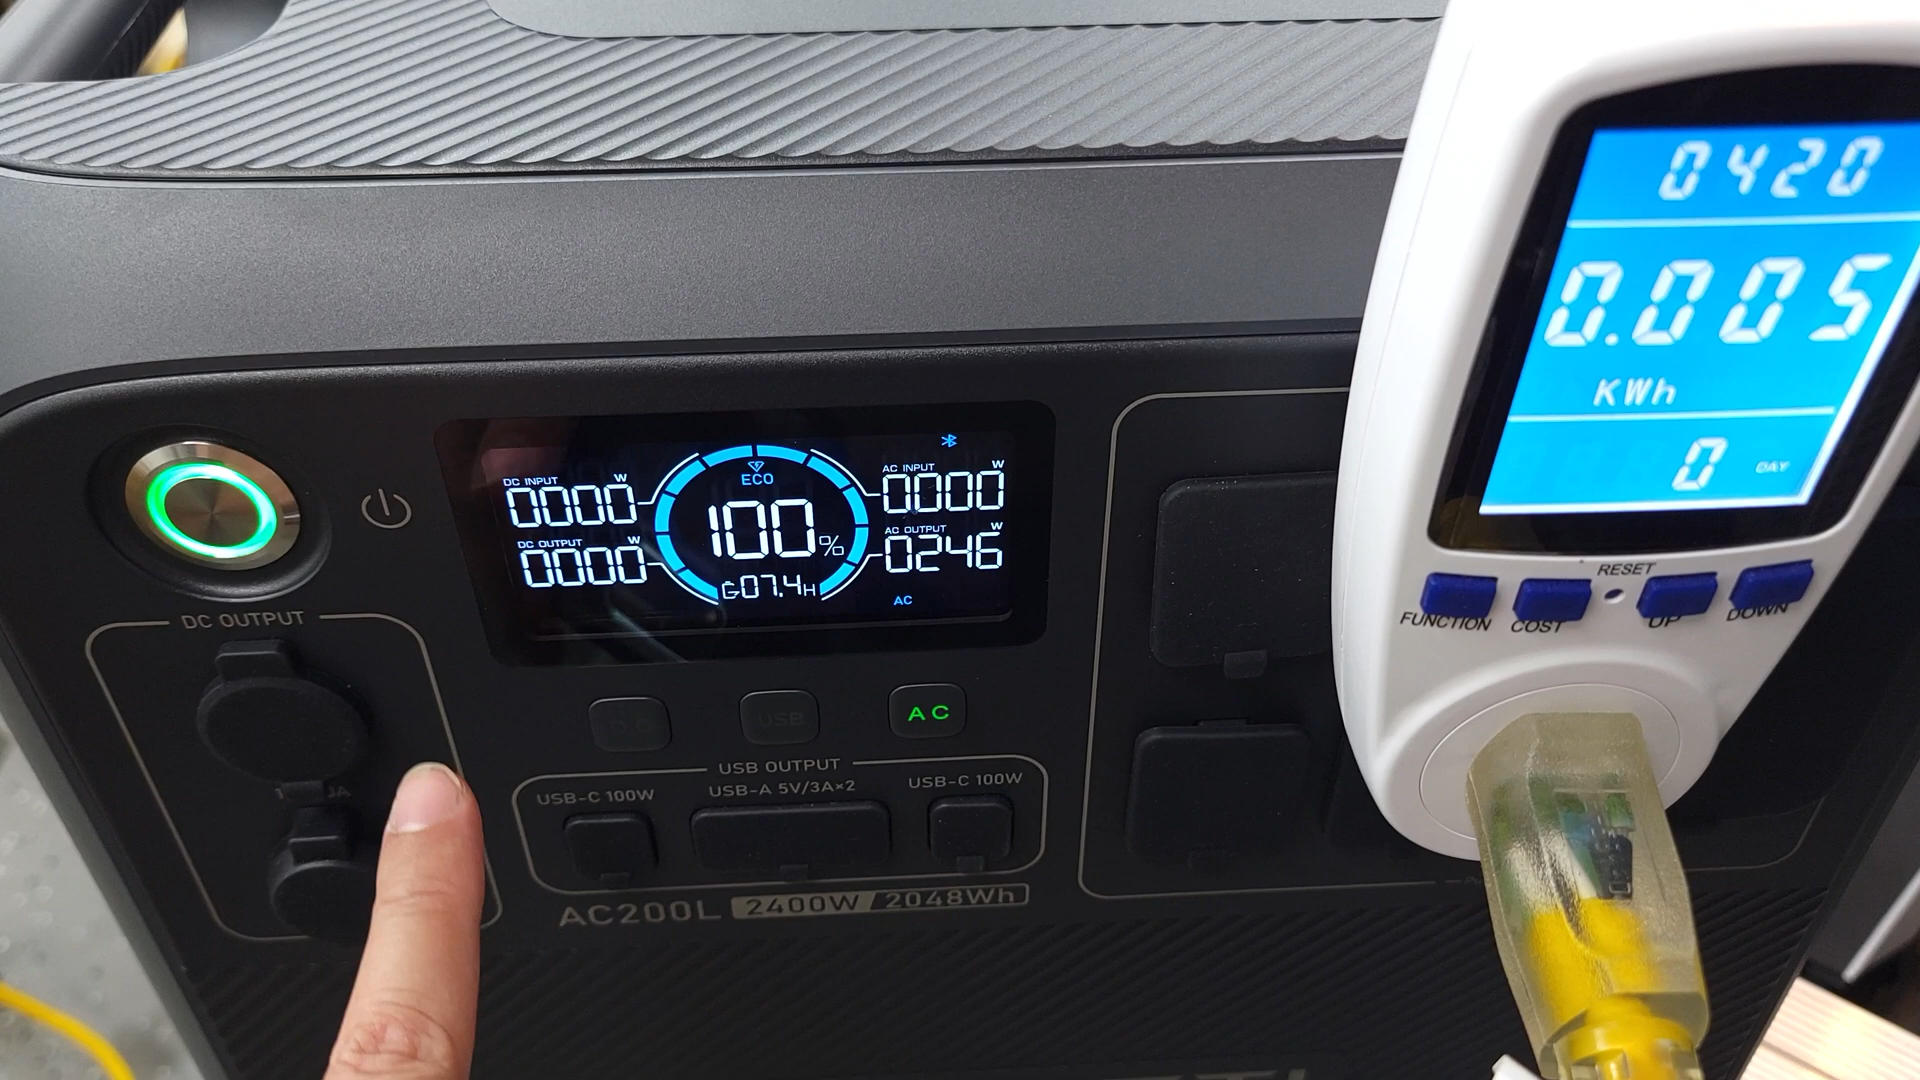 DC INPUT
0000 W
DC OUTPUT
0000 W
ECO
100 %
07.4H
AC INPUT
0000 W
AC OUTPUT
0246 W
AC
DC OUTPUT
USB
AC
USB OUTPUT
USB-C 100W
USB-A 5V/3A×2
USB-C 100W
AC200L 2400W / 2048Wh
0420
0.005
KWh
0 DAY
RESET
FUNCTION COST UP DOWN